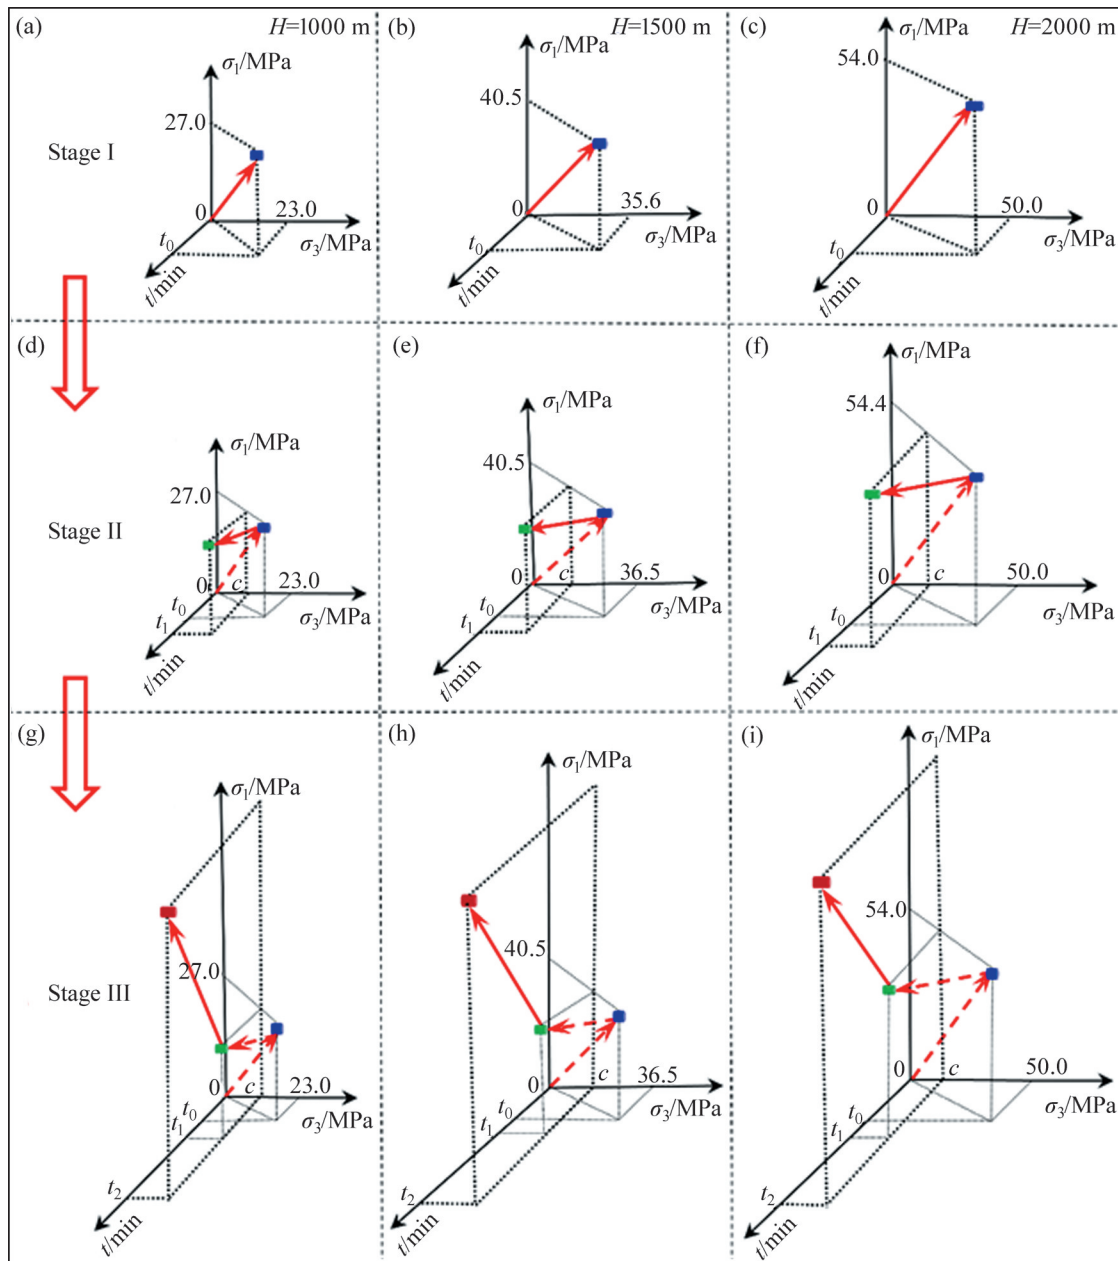 (a)
H=1000 m
σ1/MPa
27.0
Stage I
0
23.0
t0
σ3/MPa
t/min
(b)
H=1500 m
σ1/MPa
40.5
0
35.6
t0
σ3/MPa
t/min
(c)
H=2000 m
σ1/MPa
54.0
0
50.0
t0
σ3/MPa
t/min
(d)
σ1/MPa
27.0
Stage II
0
c
23.0
t0
σ3/MPa
t1
t/min
(e)
σ1/MPa
40.5
0
c
36.5
t0
σ3/MPa
t1
t/min
(f)
σ1/MPa
54.4
0
c
50.0
t0
σ3/MPa
t1
t/min
(g)
σ1/MPa
27.0
Stage III
0
c
23.0
t0
σ3/MPa
t1
t2
t/min
(h)
σ1/MPa
40.5
0
c
36.5
t0
σ3/MPa
t1
t2
t/min
(i)
σ1/MPa
54.0
0
c
50.0
t0
σ3/MPa
t1
t2
t/min